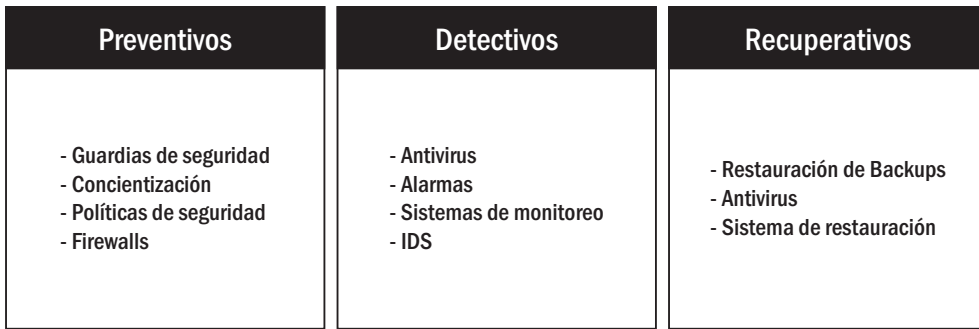 Preventivos
- Guardias de seguridad
- Concientización
- Políticas de seguridad
- Firewalls
Detectivos
- Antivirus
- Alarmas
- Sistemas de monitoreo
- IDS
Recuperativos
- Restauración de Backups
- Antivirus
- Sistema de restauración